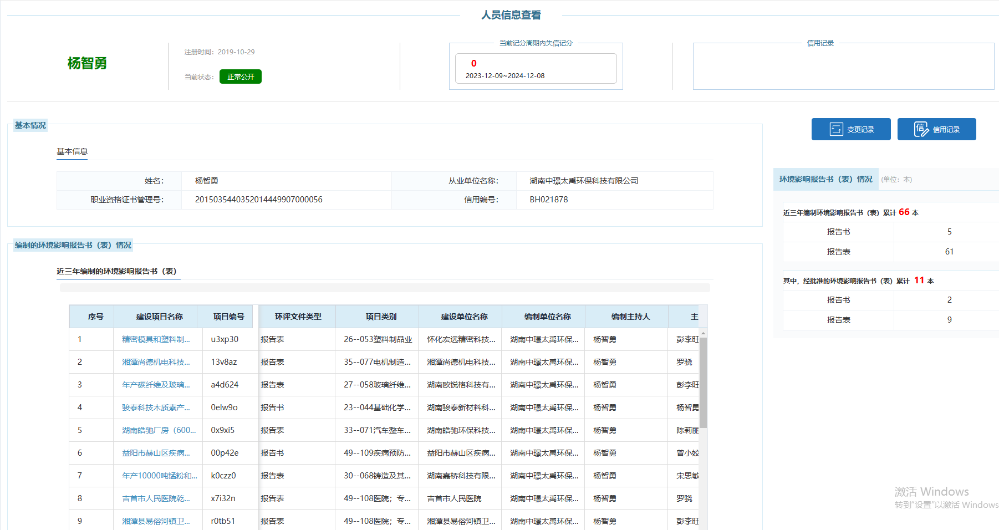 人员信息查看
杨智勇
注册时间：2019-10-29
当前状态：正常公开
当前记分周期内失信记分
0
2023-12-09~2024-12-08
信用记录
基本情况
变更记录
信用记录
基本信息
姓名： 杨智勇 从业单位名称： 湖南中璟太禹环保科技有限公司
职业资格证书管理号： 2015035440352014449907000056 信用编号： BH021878
环境影响报告书（表）情况 (单位：本)
近三年编制环境影响报告书（表）累计 66 本
报告书 5
报告表 61
其中，经批准的环境影响报告书（表）累计 11 本
报告书 2
报告表 9
编制的环境影响报告书（表）情况
近三年编制的环境影响报告书（表）
序号 建设项目名称 项目编号 环评文件类型 项目类别 建设单位名称 编制单位名称 编制主持人 主
1 精密模具和塑料制... u3xp30 报告表 26--053塑料制品业 怀化宏远精密科技... 湖南中璟太禹环保... 杨智勇 彭李旺
2 湘潭尚德机电科技... 13v8az 报告表 35--077电机制造... 湘潭尚德机电科技... 湖南中璟太禹环保... 杨智勇 罗骁
3 年产碳纤维及玻璃... a4d624 报告表 27--058玻璃纤维... 湖南欧锐格科技有... 湖南中璟太禹环保... 杨智勇 彭李旺
4 骏泰科技木质素产... 0elw9o 报告书 23--044基础化学... 湖南骏泰新材料科... 湖南中璟太禹环保... 杨智勇 杨智勇
5 湖南皓驰厂房（600... 0x9xi5 报告表 33--071汽车整车... 湖南皓驰环保科技... 湖南中璟太禹环保... 杨智勇 陈莉丽
6 益阳市赫山区疾病... 00p42e 报告书 49--109疾病预防... 益阳市赫山区疾病... 湖南中璟太禹环保... 杨智勇 曾小姣
7 年产10000吨锰粉和... k0czz0 报告表 30--068铸造及其... 湖南嘉桥科技有限... 湖南中璟太禹环保... 杨智勇 宋思敏
8 吉首市人民医院乾... x7i32n 报告表 49--108医院；专... 吉首市人民医院 湖南中璟太禹环保... 杨智勇 罗骁
9 湘潭县易俗河镇卫... r0tb51 报告表 49--108医院；专... 湘潭县易俗河镇卫... 湖南中璟太禹环保... 杨智勇 彭李旺
激活 Windows
转到"设置"以激活 Windows